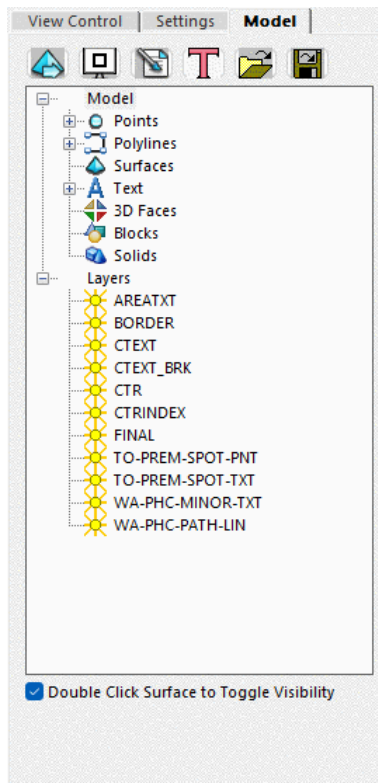 View Control Settings Model
Model
Points
Polylines
Surfaces
Text
3D Faces
Blocks
Solids
Layers
AREATXT
BORDER
CTEXT
CTEXT_BRK
CTR
CTRINDEX
FINAL
TO-PREM-SPOT-PNT
TO-PREM-SPOT-TXT
WA-PHC-MINOR-TXT
WA-PHC-PATH-LIN
Double Click Surface to Toggle Visibility